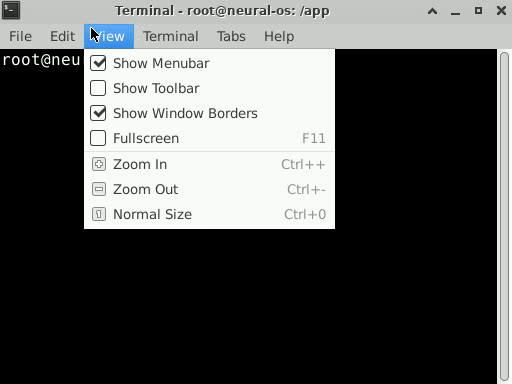 Terminal - root@neural-os: /app
File Edit View Terminal Tabs Help
root@neu
Show Menubar
Show Toolbar
Show Window Borders
Fullscreen F11
Zoom In Ctrl++
Zoom Out Ctrl+-
Normal Size Ctrl+0